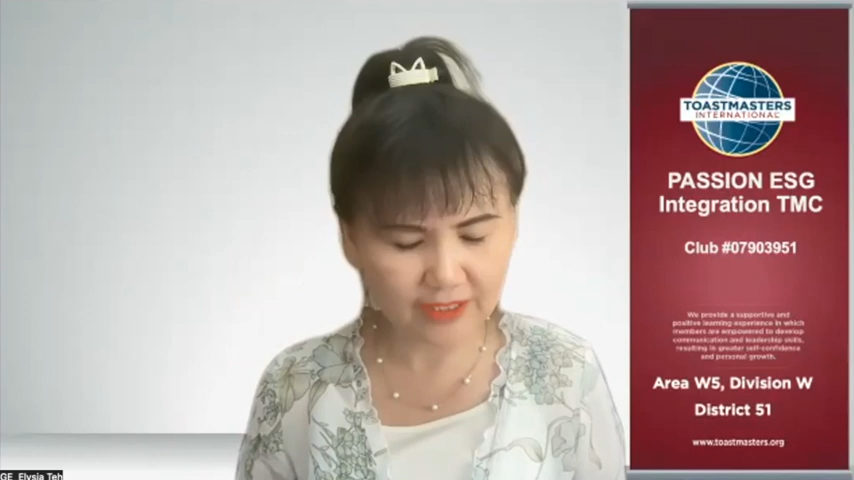 TOASTMASTERS
INTERNATIONAL
PASSION ESG
Integration TMC
Club #07903951
We provide a supportive and
positive learning experience in which
members are empowered to develop
communication and leadership skills,
resulting in greater self-confidence
and personal growth.
Area W5, Division W
District 51
www.toastmasters.org
GE_Elysia Teh